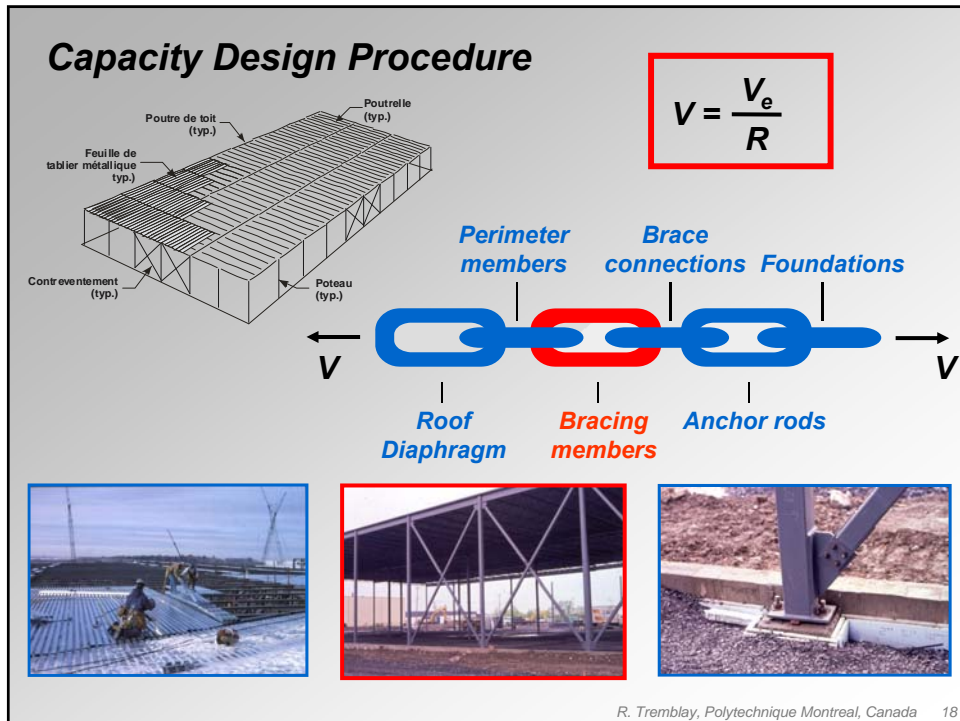 Capacity Design Procedure
V = Ve
R
Poutrelle
(typ.)
Poutre de toit
(typ.)
Feuille de
tablier métallique
typ.)
Contreventement
(typ.)
Poteau
(typ.)
Perimeter
members
Brace
connections
Foundations
V
V
Roof
Diaphragm
Bracing
members
Anchor rods
R. Tremblay, Polytechnique Montreal, Canada 18